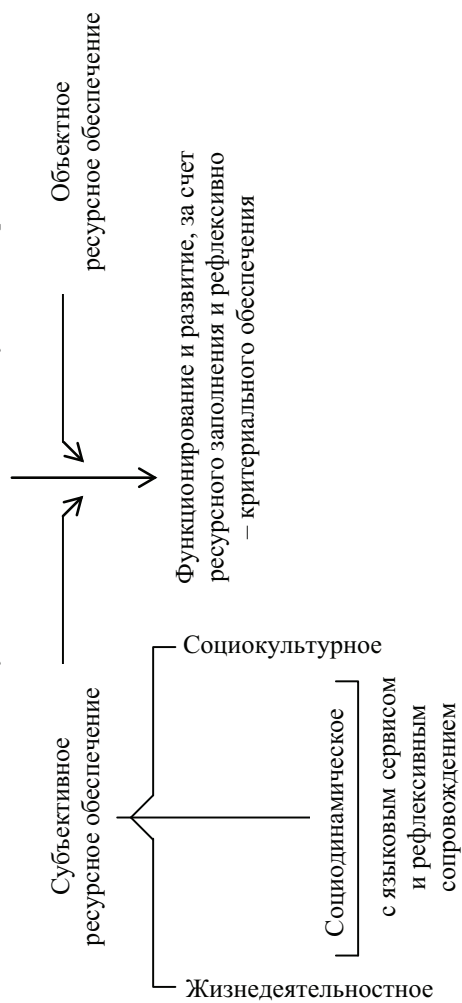 Субъективное
ресурсное обеспечение
Объектное
ресурсное обеспечение
Функционирование и развитие, за счет
ресурсного заполнения и рефлексивно
– критериального обеспечения
Жизнедеятельностное
Социодинамическое
с языковым сервисом
и рефлексивным
сопровождением
Социокультурное